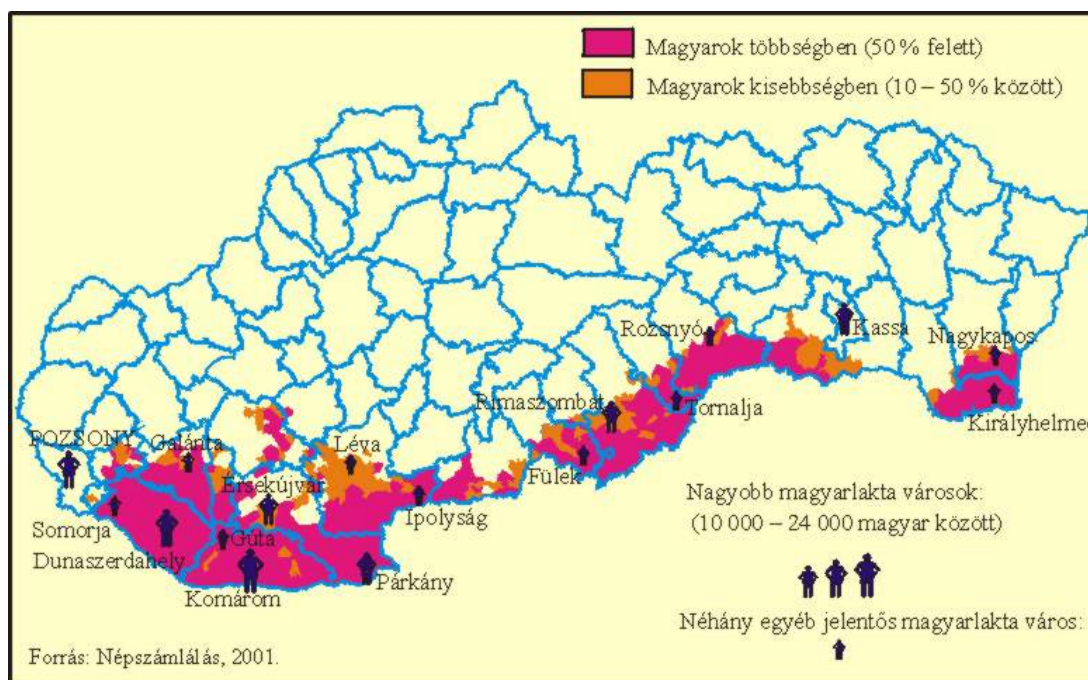 Magyarok többségben (50 % felett)
Magyarok kisebbségben (10 – 50 % között)
Rozsnyó
Kassa
Nagykapos
Rimaszombat
Tornalja
Királyhelmec
POZSONY
Galánta
Léva
Érsekújvár
Fülek
Ipolyság
Somorja
Gúta
Dunaszerdahely
Párkány
Komárom
Nagyobb magyarlakta városok:
(10 000 – 24 000 magyar között)
Néhány egyéb jelentős magyarlakta város:
Forrás: Népszámlálás, 2001.